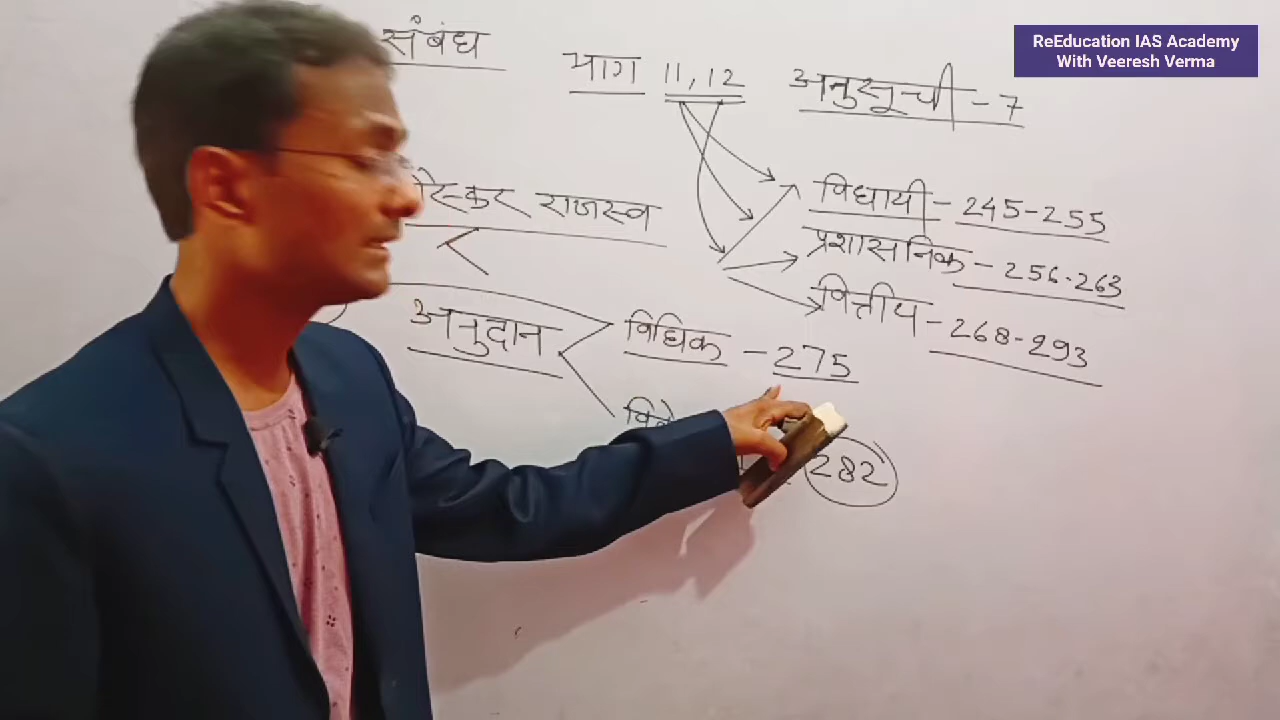 ReEducation IAS Academy
With Veeresh Verma
संबंध
भाग 11, 12
अनुसूची - 7
राजस्व
विधायी - 245-255
प्रशासनिक - 256-263
वित्तीय - 268-293
अनुदान
विधिक - 275
282